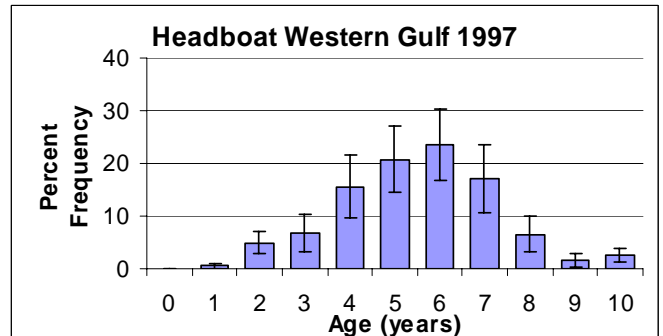 Headboat Western Gulf 1997
40
30
20
10
0
Percent
Frequency
0 1 2 3 4 5 6 7 8 9 10
Age (years)